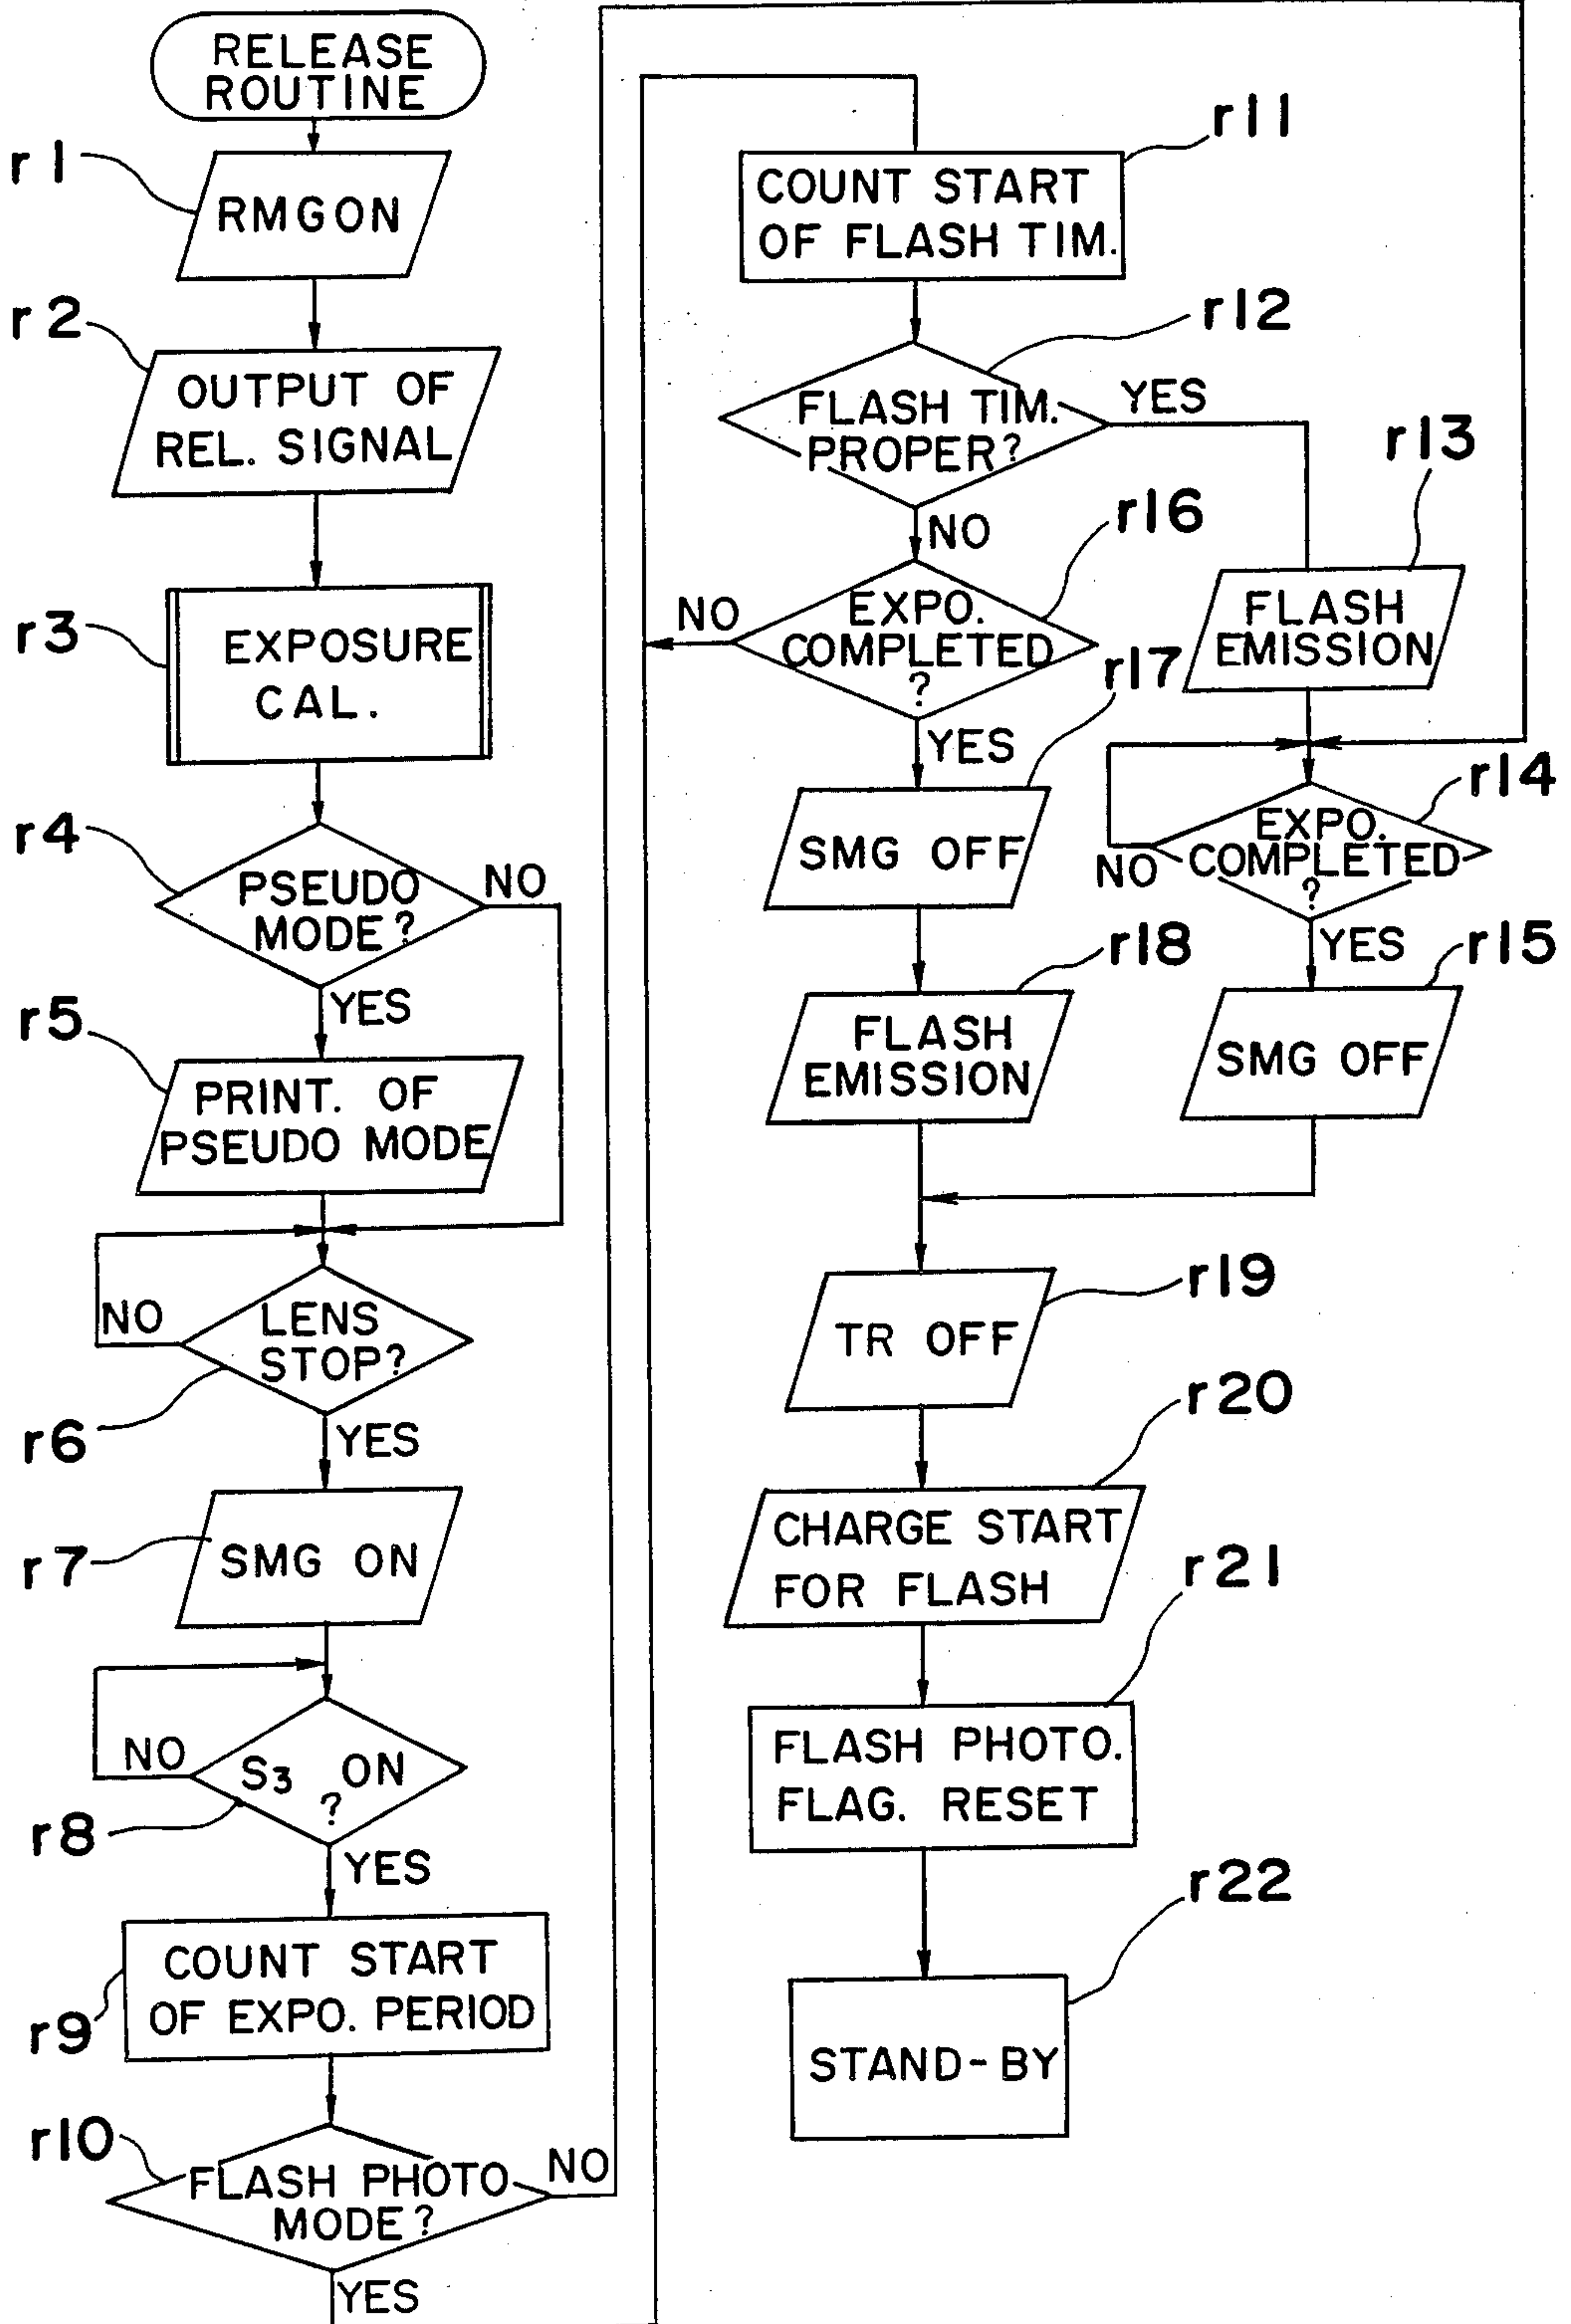 RELEASE
ROUTINE
r1
RMGON
r2
OUTPUT OF
REL. SIGNAL
r3
EXPOSURE
CAL.
r4
PSEUDO
MODE?
NO
YES
r5
PRINT. OF
PSEUDO MODE
NO
LENS
STOP?
r6
YES
r7
SMG ON
NO
S3 ON
?
r8
YES
COUNT START
OF EXPO. PERIOD
r9
r10
FLASH PHOTO
MODE?
NO
YES
r11
COUNT START
OF FLASH TIM.
r12
FLASH TIM.
PROPER?
YES
NO
r13
FLASH
EMISSION
r16
NO
EXPO.
COMPLETED
?
YES
r17
SMG OFF
r14
EXPO.
COMPLETED
?
NO
YES
r18
FLASH
EMISSION
r15
SMG OFF
r19
TR OFF
r20
CHARGE START
FOR FLASH
r21
FLASH PHOTO.
FLAG. RESET
r22
STAND-BY